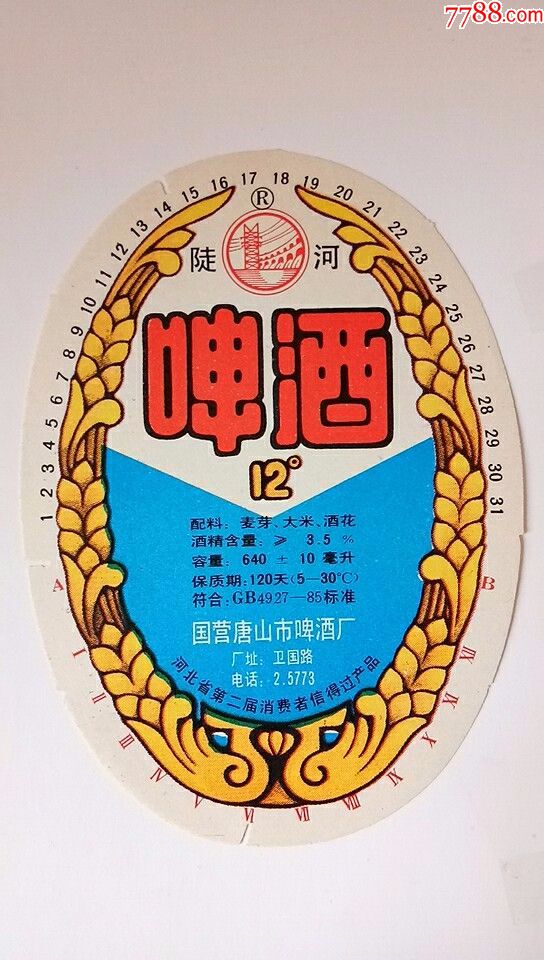 7788.com
1 2 3 4 5 6 7 8 9 10 11 12 13 14 15 16 17 18 19 20 21 22 23 24 25 26 27 28 29 30 31
®
陡 河
啤酒
12°
配料: 麦芽、大米、酒花
酒精含量: ≥ 3.5 %
容量: 640 ± 10 毫升
保质期:120天(5—30℃)
符合:GB4927—85标准
国营唐山市啤酒厂
厂址: 卫国路
电话: 2.5773
河北省第二届消费者信得过产品
A I II III IV V VI VII VIII IX X XI XII B